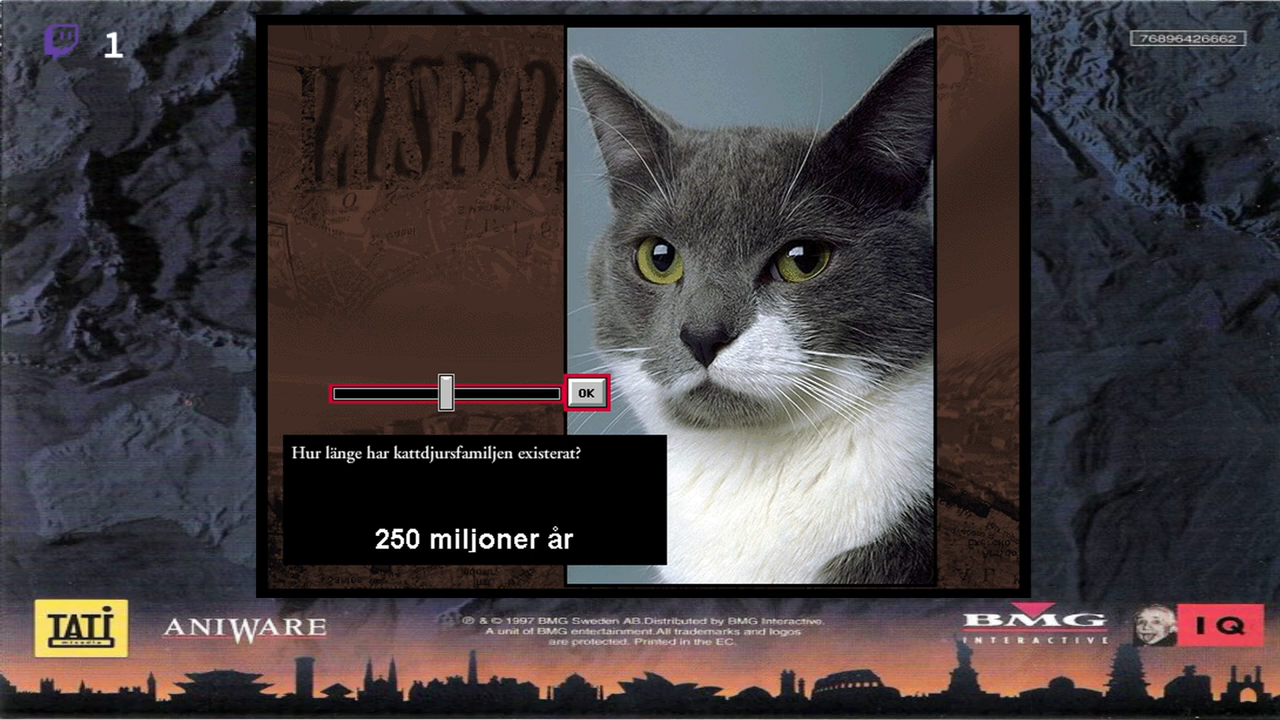 1
76896426662
LISBO
Q
OK
Hur länge har kattdjursfamiljen existerat?
250 miljoner år
TATI
ANIWARE
℗ & © 1997 BMG Sweden AB.Distributed by BMG Interactive.
A unit of BMG entertainment.All trademarks and logos
are protected. Printed in the EC.
BMG
INTERACTIVE
IQ